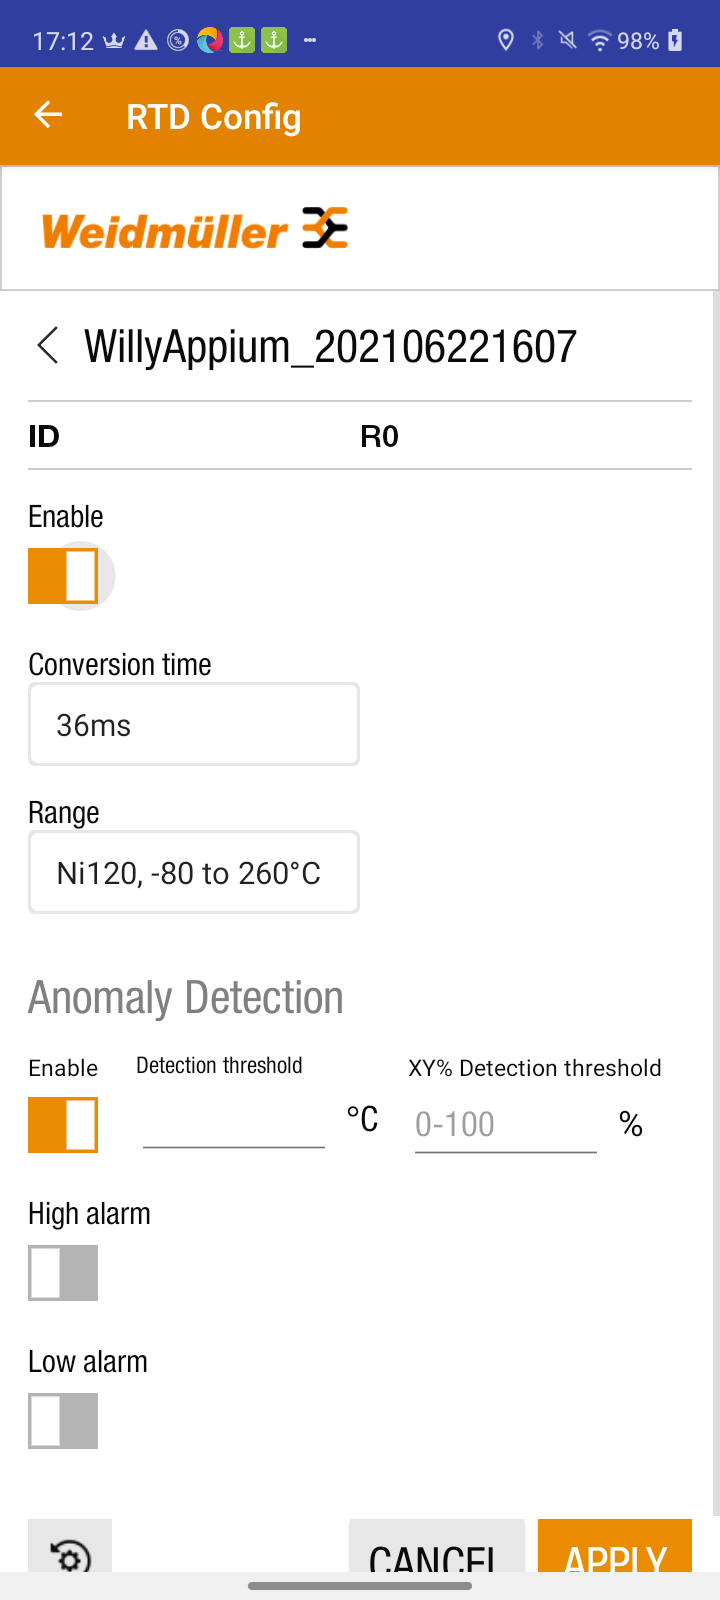 17:12 98%
RTD Config
Weidmüller
WillyAppium_202106221607
ID R0
Enable
Conversion time
36ms
Range
Ni120, -80 to 260°C
Anomaly Detection
Enable Detection threshold XY% Detection threshold
°C 0-100 %
High alarm
Low alarm
CANCEL APPLY